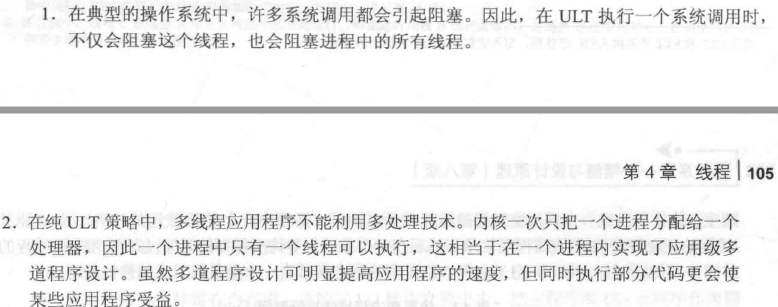 1. 在典型的操作系统中，许多系统调用都会引起阻塞。因此，在 ULT 执行一个系统调用时，
不仅会阻塞这个线程，也会阻塞进程中的所有线程。
第 4 章 线程 105
2. 在纯 ULT 策略中，多线程应用程序不能利用多处理技术。内核一次只把一个进程分配给一个
处理器，因此一个进程中只有一个线程可以执行，这相当于在一个进程内实现了应用级多
道程序设计。虽然多道程序设计可明显提高应用程序的速度，但同时执行部分代码更会使
某些应用程序受益。